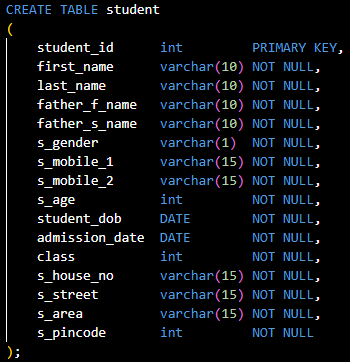 CREATE TABLE student
(
    student_id      int         PRIMARY KEY,
    first_name      varchar(10) NOT NULL,
    last_name       varchar(10) NOT NULL,
    father_f_name   varchar(10) NOT NULL,
    father_s_name   varchar(10) NOT NULL,
    s_gender        varchar(1)  NOT NULL,
    s_mobile_1      varchar(15) NOT NULL,
    s_mobile_2      varchar(15) NOT NULL,
    s_age           int         NOT NULL,
    student_dob     DATE        NOT NULL,
    admission_date  DATE        NOT NULL,
    class           int         NOT NULL,
    s_house_no      varchar(15) NOT NULL,
    s_street        varchar(15) NOT NULL,
    s_area          varchar(15) NOT NULL,
    s_pincode       int         NOT NULL
);